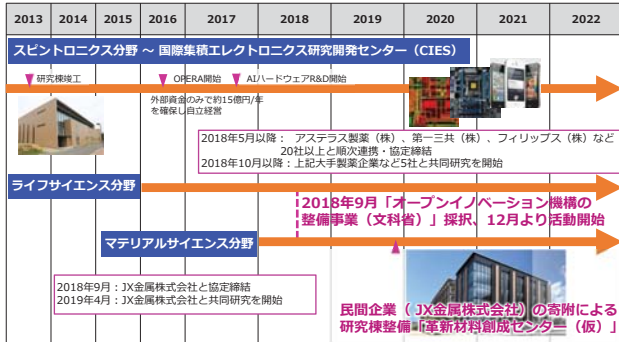 2013 2014 2015 2016 2017 2018 2019 2020 2021 2022
スピントロニクス分野 ～ 国際集積エレクトロニクス研究開発センター（CIES）
研究棟竣工
OPERA開始
AIハードウェアR&D開始
外部資金のみで約15億円/年
を確保し自立経営
2018年5月以降： アステラス製薬（株）、第一三共（株）、フィリップス（株）など
20社以上と順次連携・協定締結
2018年10月以降：上記大手製薬企業など5社と共同研究を開始
ライフサイエンス分野
2018年9月「オープンイノベーション機構の
整備事業（文科省）」採択、12月より活動開始
マテリアルサイエンス分野
2018年9月：JX金属株式会社と協定締結
2019年4月：JX金属株式会社と共同研究を開始
民間企業（ JX金属株式会社）の寄附による
研究棟整備「革新材料創成センター（仮）」